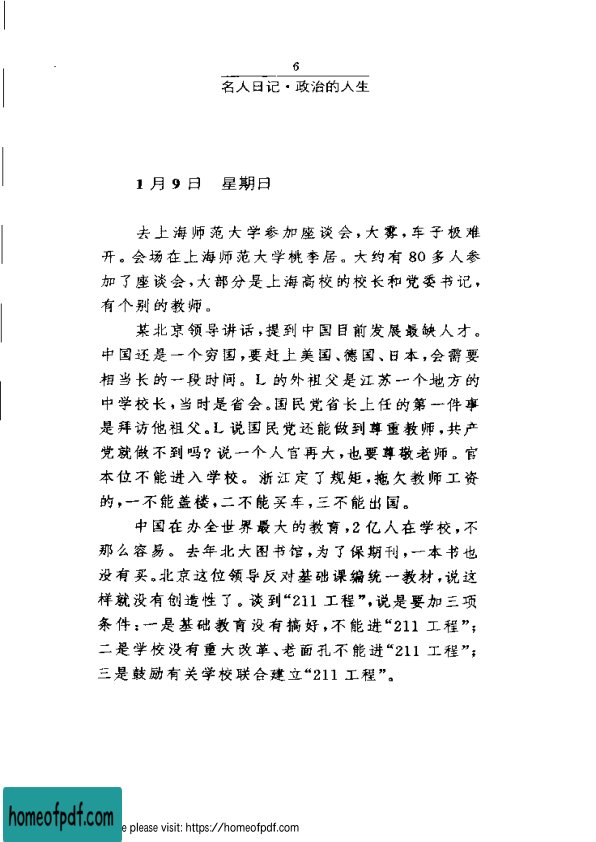 6
名人日记·政治的人生
1月9日　星期日
去上海师范大学参加座谈会,大雾,车子极难
开。会场在上海师范大学桃李居。大约有80多人参
加了座谈会,大部分是上海高校的校长和党委书记,
有个别的教师。
某北京领导讲话,提到中国目前发展最缺人才。
中国还是一个穷国,要赶上美国、德国、日本,会需要
相当长的一段时间。L的外祖父是江苏一个地方的
中学校长,当时是省会。国民党省长上任的第一件事
是拜访他祖父。L说国民党还能做到尊重教师,共产
党就做不到吗?说一个人官再大,也要尊敬老师。官
本位不能进入学校。浙江定了规矩,拖欠教师工资
的,一不能盖楼,二不能买车,三不能出国。
中国在办全世界最大的教育,2亿人在学校,不
那么容易。去年北大图书馆,为了保期刊,一本书也
没有买。北京这位领导反对基础课编统一教材,说这
样就没有创造性了。谈到“211工程”,说是要加三项
条件:一是基础教育没有搞好,不能进“211工程”;
二是学校没有重大改革、老面孔不能进“211工程”;
三是鼓励有关学校联合建立“211工程”。
homeofpdf.com
e please visit: https://homeofpdf.com